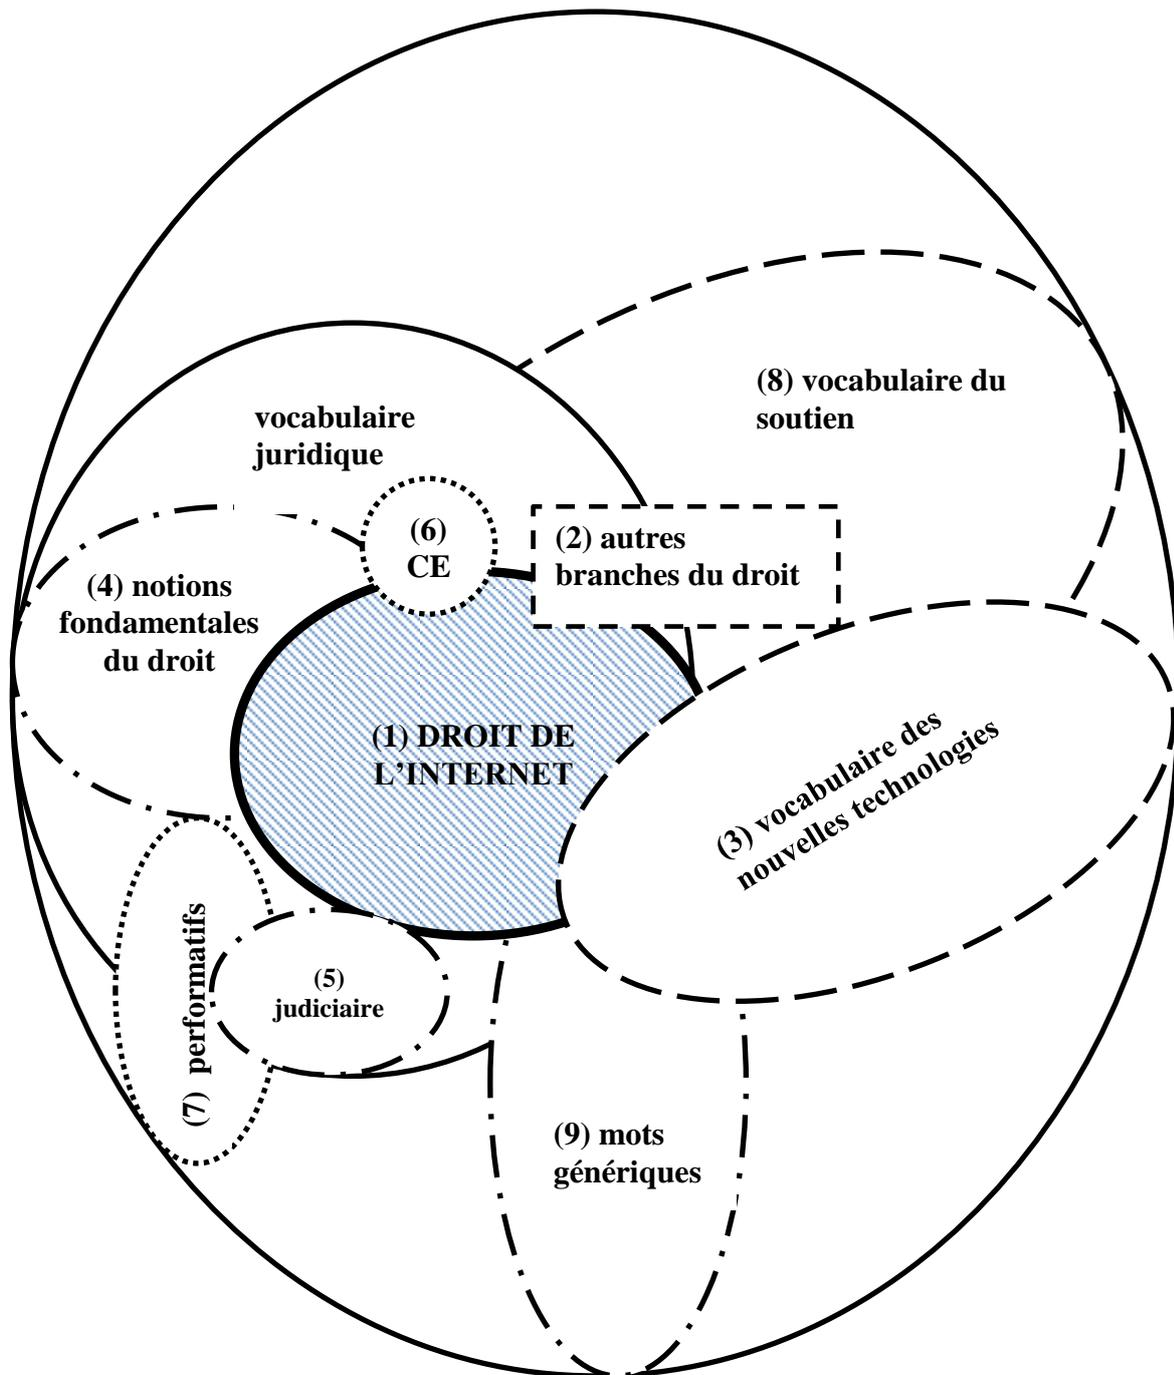 (8) vocabulaire du
soutien
vocabulaire
juridique
(6)
CE
(2) autres
branches du droit
(4) notions
fondamentales
du droit
(1) DROIT DE
L’INTERNET
(3) vocabulaire des
nouvelles technologies
(7) performatifs
(5)
judiciaire
(9) mots
génériques